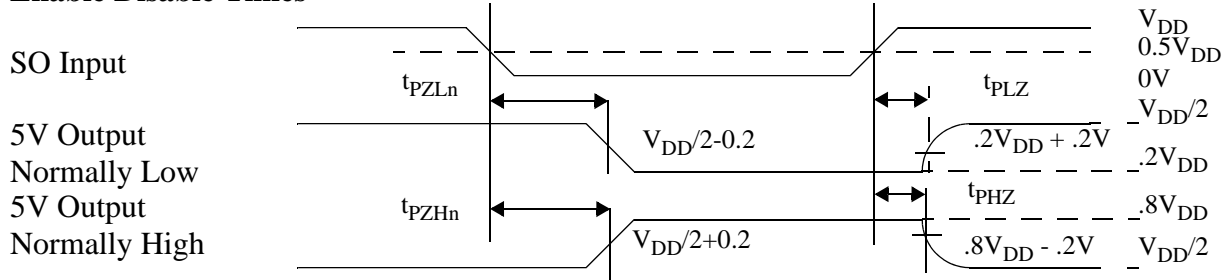 Enable Disable Times
SO Input
V_DD
0.5V_DD
0V
t_PZLn
t_PLZ
V_DD/2
5V Output
Normally Low
V_DD/2-0.2
.2V_DD + .2V
.2V_DD
5V Output
Normally High
t_PZHn
t_PHZ
.8V_DD
V_DD/2+0.2
.8V_DD - .2V
V_DD/2